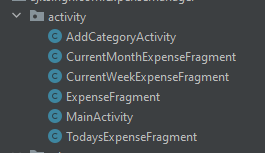 activity
AddCategoryActivity
CurrentMonthExpenseFragment
CurrentWeekExpenseFragment
ExpenseFragment
MainActivity
TodaysExpenseFragment